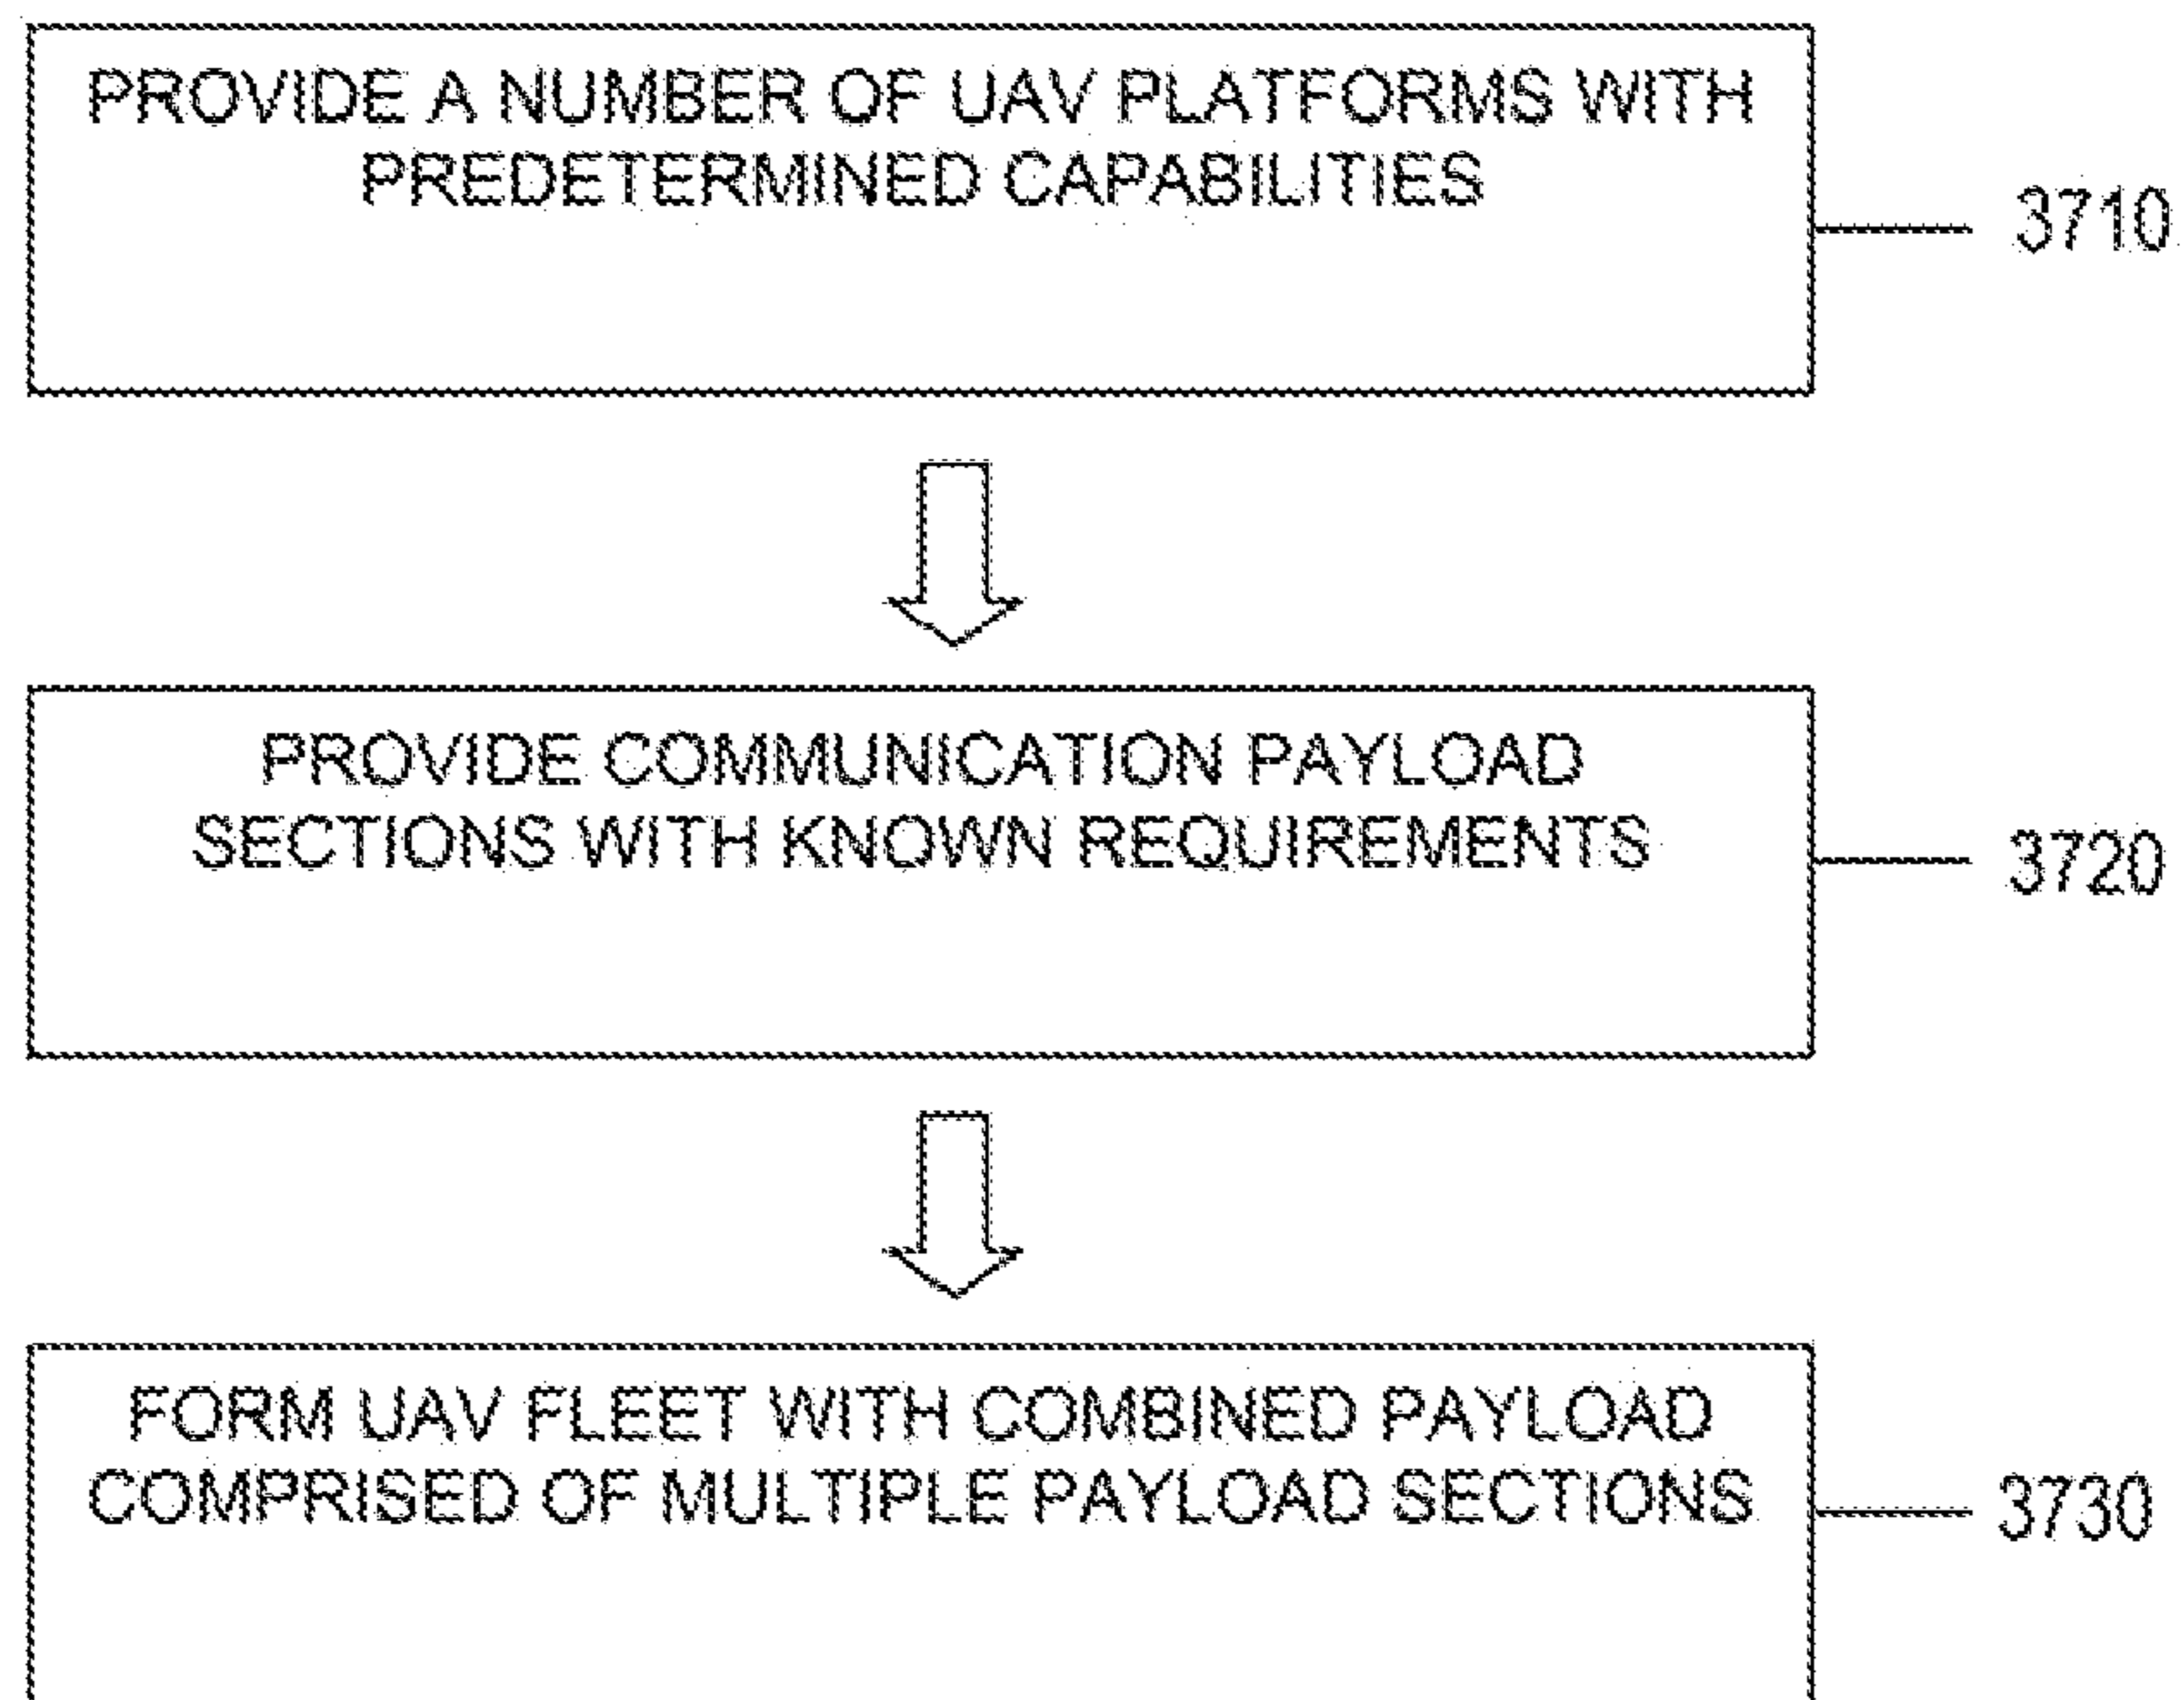 PROVIDE A NUMBER OF UAV PLATFORMS WITH
PREDETERMINED CAPABILITIES
3710
PROVIDE COMMUNICATION PAYLOAD
SECTIONS WITH KNOWN REQUIREMENTS
3720
FORM UAV FLEET WITH COMBINED PAYLOAD
COMPRISED OF MULTIPLE PAYLOAD SECTIONS
3730